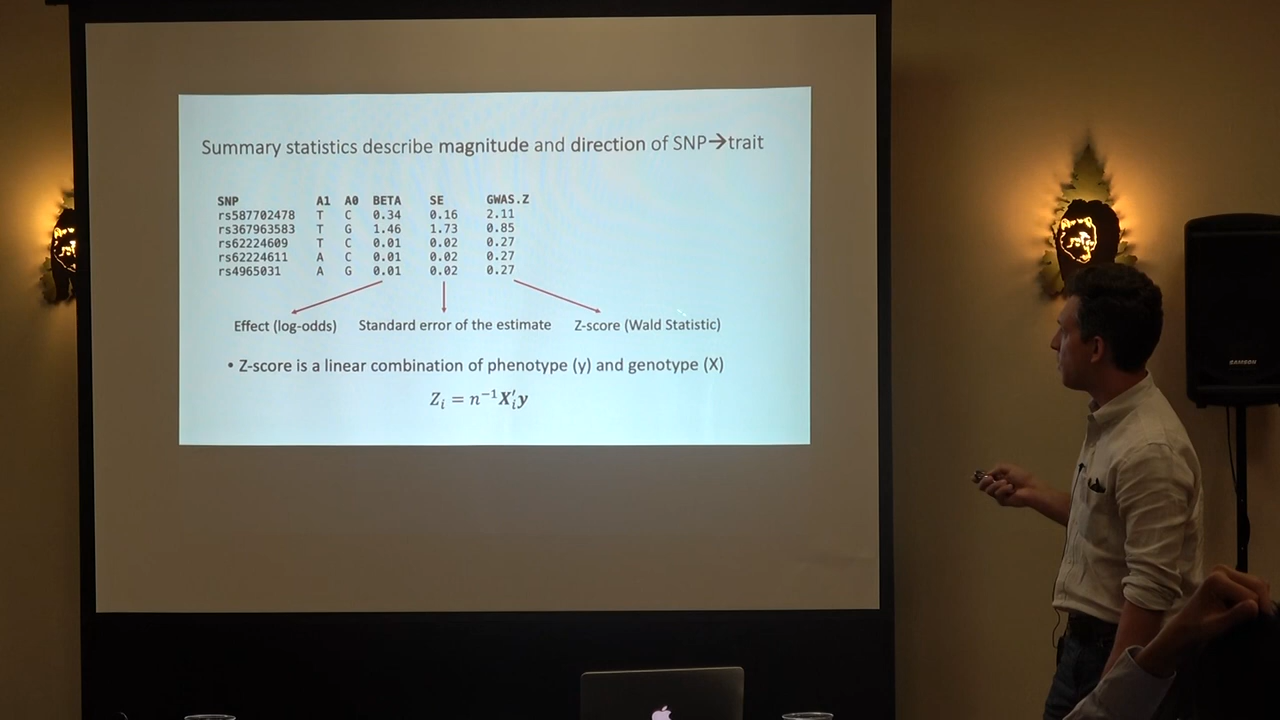 Summary statistics describe magnitude and direction of SNP→trait
SNP A1 A0 BETA SE GWAS.Z
rs587702478 T C 0.34 0.16 2.11
rs367963583 T G 1.46 1.73 0.85
rs62224609 T C 0.01 0.02 0.27
rs62224611 A C 0.01 0.02 0.27
rs4965031 A G 0.01 0.02 0.27
Effect (log-odds) Standard error of the estimate Z-score (Wald Statistic)
• Z-score is a linear combination of phenotype (y) and genotype (X)
Zᵢ = n⁻¹X′ᵢy
SAMSON